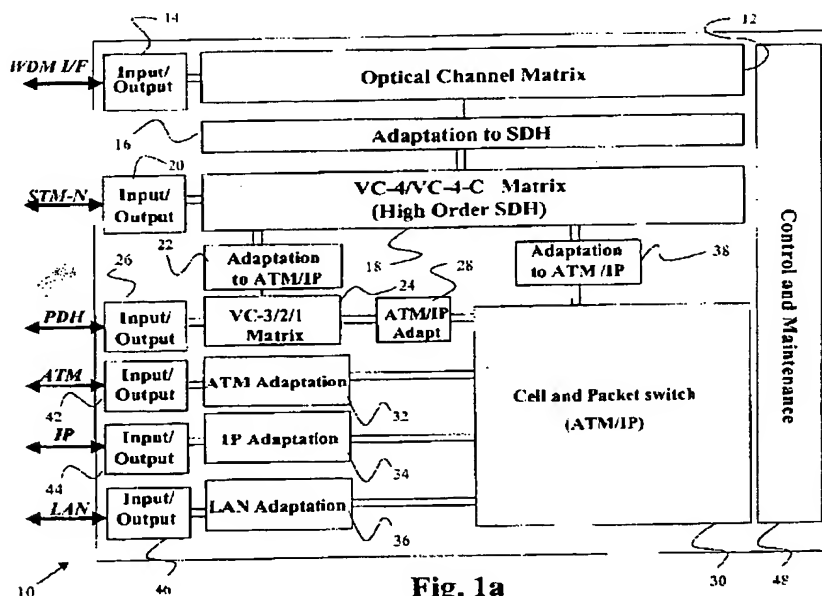 14
12
WDM I/F
Input/
Output
Optical Channel Matrix
16
Adaptation to SDH
20
STM-N
Input/
Output
VC-4/VC-4-C Matrix
(High Order SDH)
22
Adaptation
to ATM/IP
18
Adaptation
to ATM /IP
38
26
24
28
PDH
Input/
Output
VC-3/2/1
Matrix
ATM/IP
Adapt
ATM
Input/
Output
ATM Adaptation
42
32
Cell and Packet switch
(ATM/IP)
Control and Maintenance
IP
Input/
Output
IP Adaptation
44
34
LAN
Input/
Output
LAN Adaptation
36
10
46
30
48
Fig. 1a